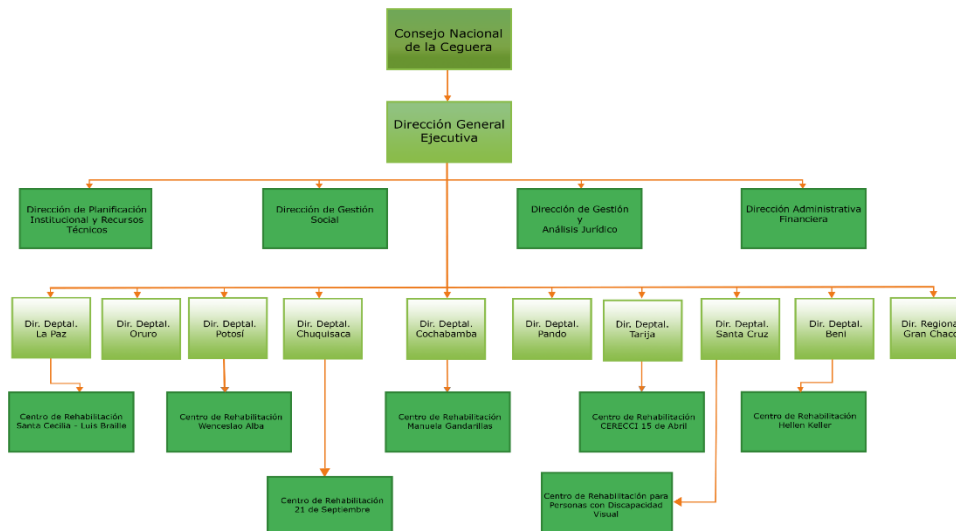 Consejo Nacional
de la Ceguera
Dirección General
Ejecutiva
Dirección de Planificación
Institucional y Recursos
Técnicos
Dirección de Gestión
Social
Dirección de Gestión
y
Análisis Jurídico
Dirección Administrativa
Financiera
Dir. Deptal.
La Paz
Dir. Deptal.
Oruro
Dir. Deptal.
Potosí
Dir. Deptal.
Chuquisaca
Dir. Deptal.
Cochabamba
Dir. Deptal.
Pando
Dir. Deptal.
Tarija
Dir. Deptal.
Santa Cruz
Dir. Deptal.
Beni
Dir. Regional
Gran Chaco
Centro de Rehabilitación
Santa Cecilia - Luis Braille
Centro de Rehabilitación
Wenceslao Alba
Centro de Rehabilitación
Manuela Gandarillas
Centro de Rehabilitación
CERECCI 15 de Abril
Centro de Rehabilitación
Hellen Keller
Centro de Rehabilitación
21 de Septiembre
Centro de Rehabilitación para
Personas con Discapacidad
Visual